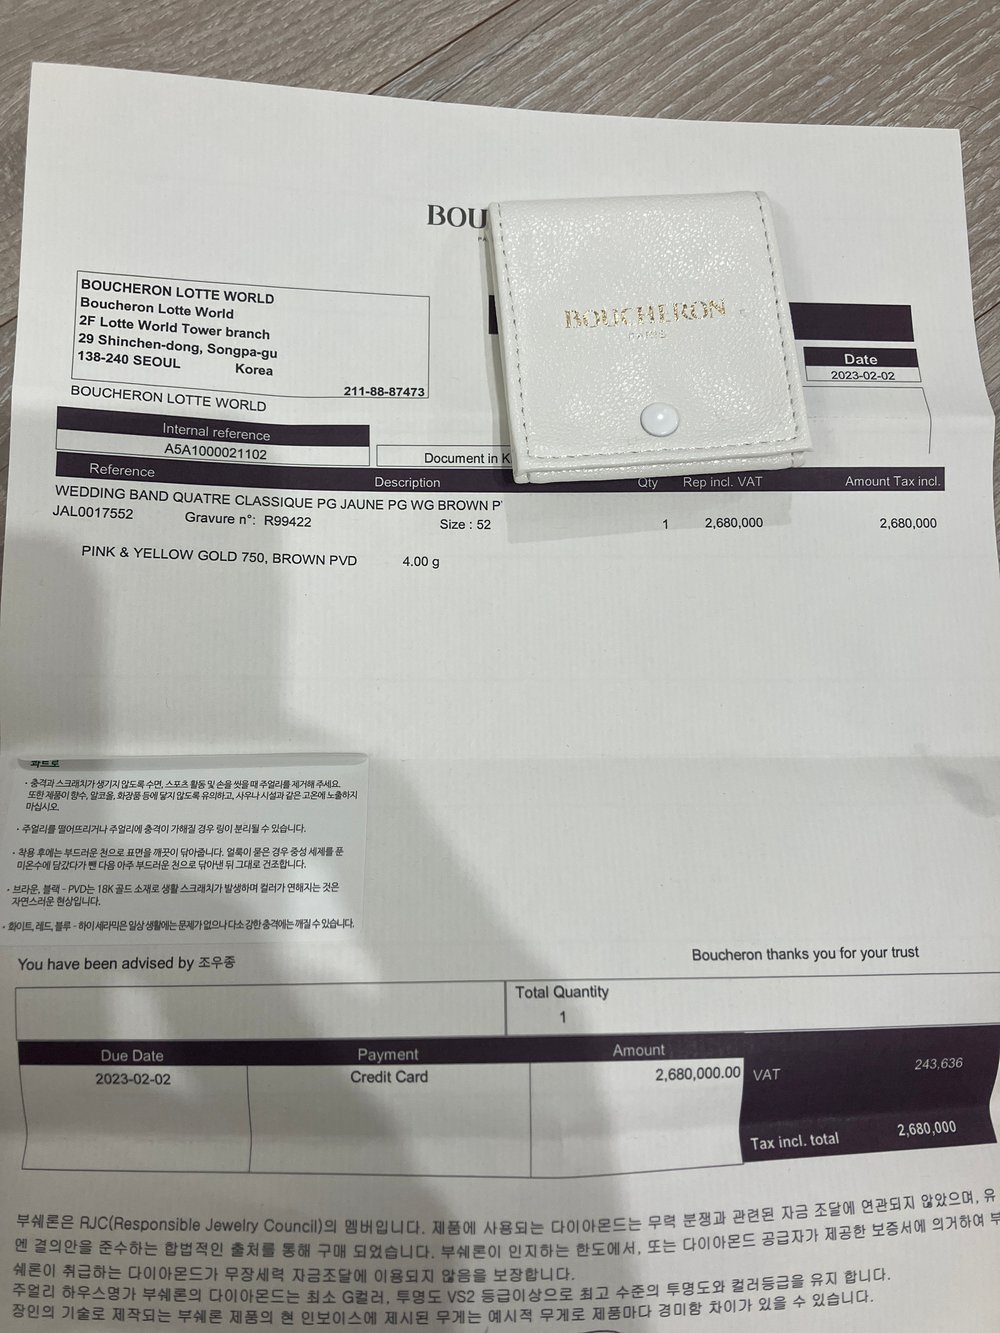 BOU
BOUCHERON
PARIS
BOUCHERON LOTTE WORLD
Boucheron Lotte World
2F Lotte World Tower branch
29 Shinchen-dong, Songpa-gu
138-240 SEOUL Korea
211-88-87473
Date
2023-02-02
BOUCHERON LOTTE WORLD
Internal reference
A5A1000021102
Document in K
Reference Description Qty Rep incl. VAT Amount Tax incl.
WEDDING BAND QUATRE CLASSIQUE PG JAUNE PG WG BROWN P
JAL0017552 Gravure n°: R99422 Size : 52 1 2,680,000 2,680,000
PINK & YELLOW GOLD 750, BROWN PVD 4.00 g
콰트로
· 충격과 스크래치가 생기지 않도록 수면, 스포츠 활동 및 손을 씻을 때 주얼리를 제거해 주세요.
또한 제품이 향수, 알코올, 화장품 등에 닿지 않도록 유의하고, 사우나 시설과 같은 고온에 노출하지
마십시오.
· 주얼리를 떨어뜨리거나 주얼리에 충격이 가해질 경우 링이 분리될 수 있습니다.
· 착용 후에는 부드러운 천으로 표면을 깨끗이 닦아줍니다. 얼룩이 묻은 경우 중성 세제를 푼
미온수에 담갔다가 뺀 다음 아주 부드러운 천으로 닦아낸 뒤 그대로 건조합니다.
· 브라운, 블랙 - PVD는 18K 골드 소재로 생활 스크래치가 발생하며 컬러가 연해지는 것은
자연스러운 현상입니다.
· 화이트, 레드, 블루 - 하이 세라믹은 일상 생활에는 문제가 없으나 다소 강한 충격에는 깨질 수 있습니다.
You have been advised by 조우종
Boucheron thanks you for your trust
Total Quantity
1
Due Date Payment Amount
2023-02-02 Credit Card 2,680,000.00
VAT 243,636
Tax incl. total 2,680,000
부쉐론은 RJC(Responsible Jewelry Council)의 멤버입니다. 제품에 사용되는 다이아몬드는 무력 분쟁과 관련된 자금 조달에 연관되지 않았으며, 유
엔 결의안을 준수하는 합법적인 출처를 통해 구매 되었습니다. 부쉐론이 인지하는 한도에서, 또는 다이아몬드 공급자가 제공한 보증서에 의거하여 부
쉐론이 취급하는 다이아몬드가 무장세력 자금조달에 이용되지 않음을 보장합니다.
주얼리 하우스명가 부쉐론의 다이아몬드는 최소 G컬러, 투명도 VS2 등급이상으로 최고 수준의 투명도와 컬러등급을 유지 합니다.
장인의 기술로 제작되는 부쉐론 제품의 현 인보이스에 제시된 무게는 예시적 무게로 제품마다 경미함 차이가 있을 수 있습니다.